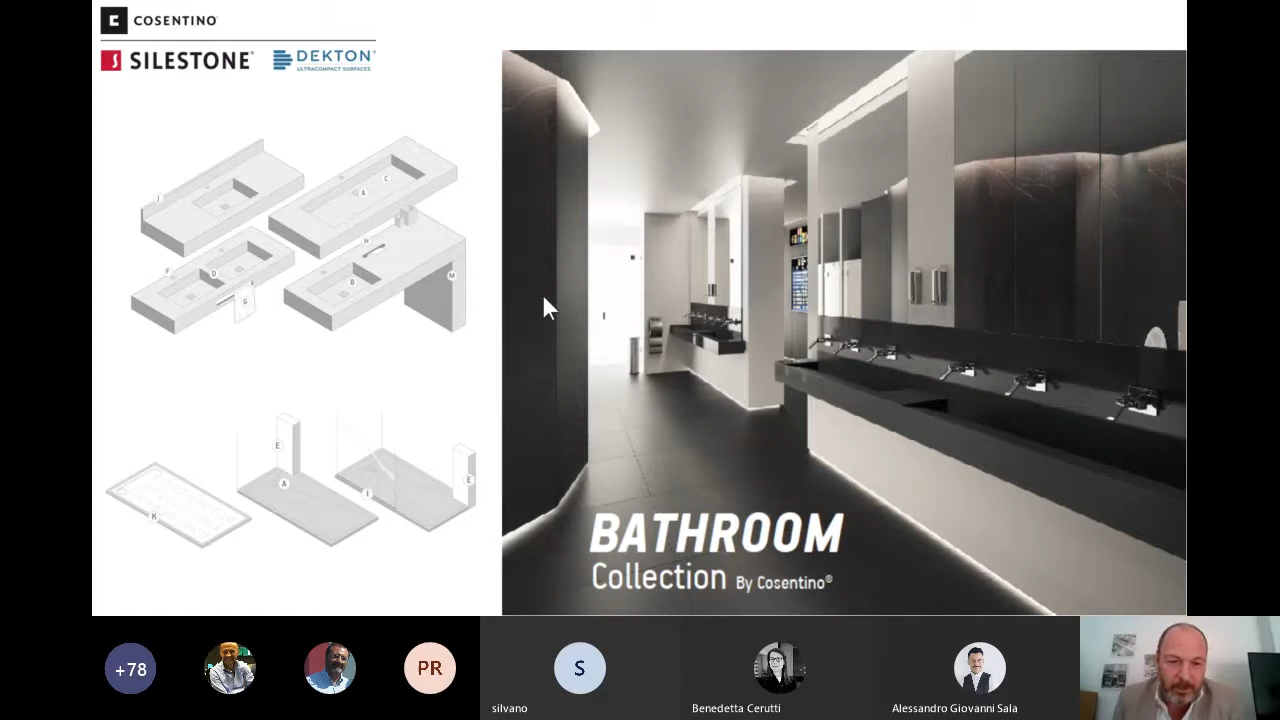 C COSENTINO®
SILESTONE®
DEKTON®
ULTRACOMPACT SURFACES
J
C
A
F
D
G
H
B
M
E
A
E
I
K
BATHROOM
Collection By Cosentino®
+78
PR
S
silvano
Benedetta Cerutti
Alessandro Giovanni Sala